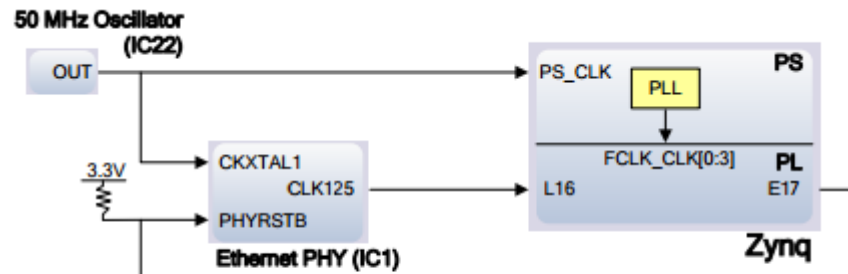 50 MHz Oscillator
(IC22)
OUT
PS_CLK
PS
PLL
3.3V
CKXTAL1
CLK125
PHYRSTB
FCLK_CLK[0:3]
PL
L16
E17
Ethernet PHY (IC1)
Zynq